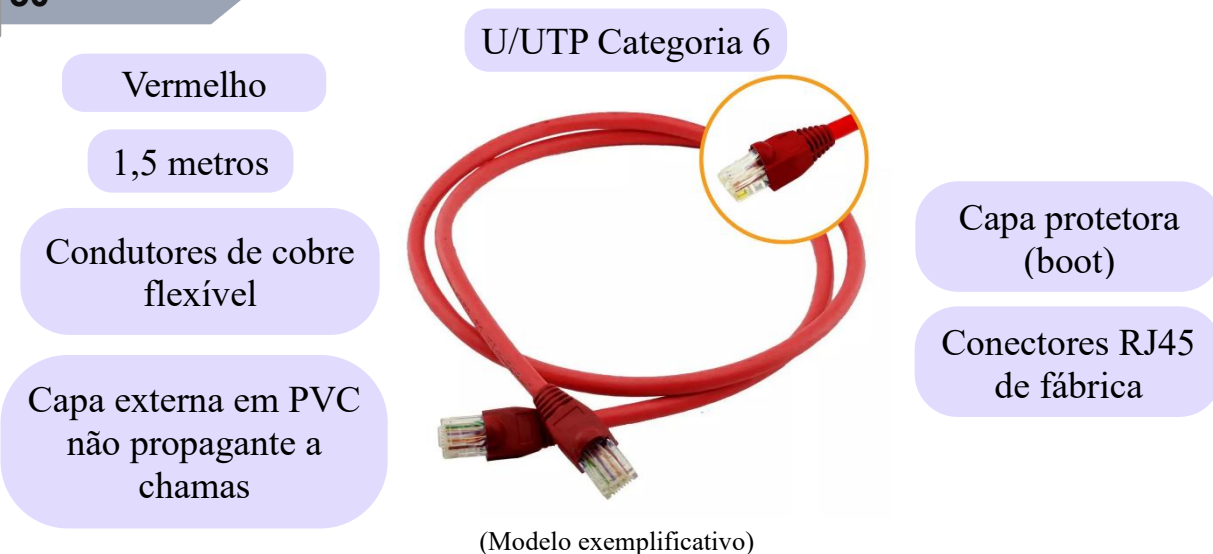 U/UTP Categoria 6
Vermelho
1,5 metros
Condutores de cobre
flexível
Capa externa em PVC
não propagante a
chamas
Capa protetora
(boot)
Conectores RJ45
de fábrica
(Modelo exemplificativo)